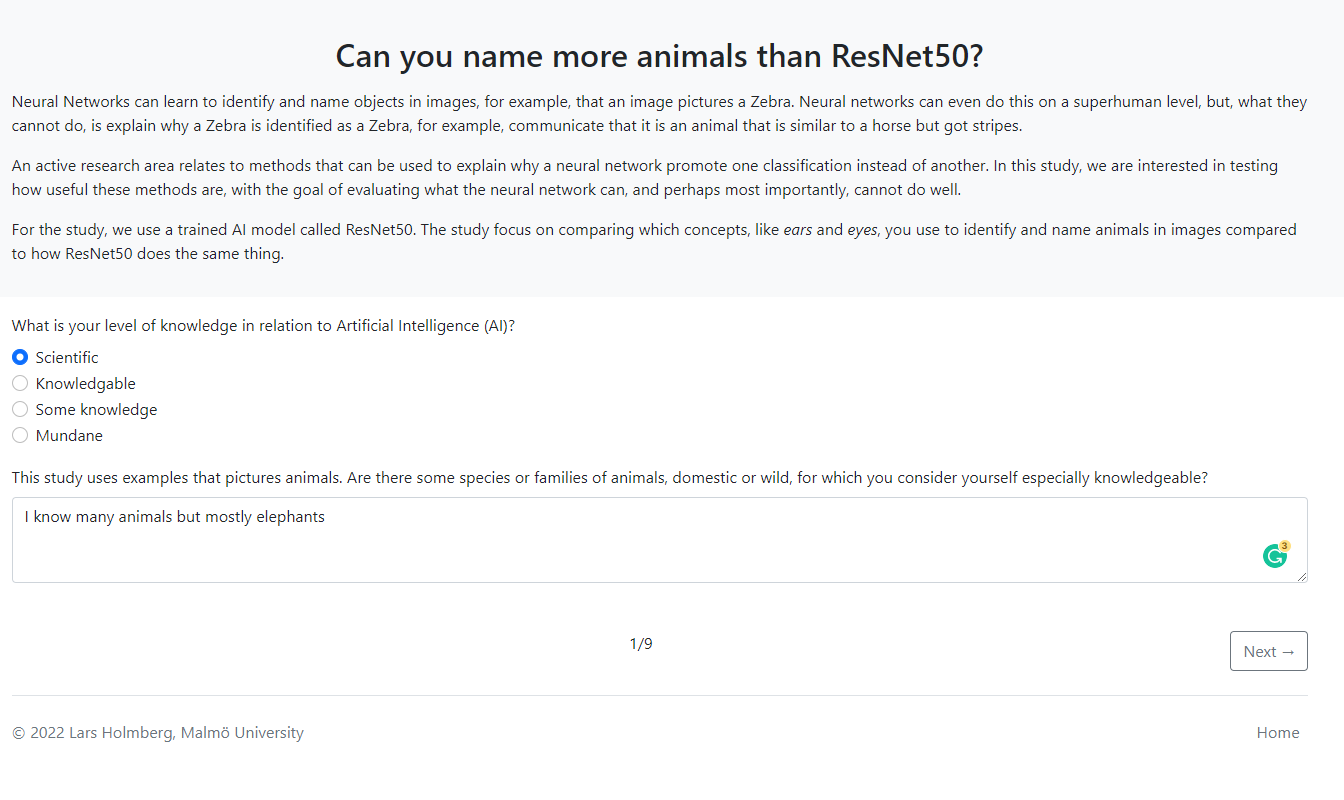 Can you name more animals than ResNet50?
Neural Networks can learn to identify and name objects in images, for example, that an image pictures a Zebra. Neural networks can even do this on a superhuman level, but, what they
cannot do, is explain why a Zebra is identified as a Zebra, for example, communicate that it is an animal that is similar to a horse but got stripes.
An active research area relates to methods that can be used to explain why a neural network promote one classification instead of another. In this study, we are interested in testing
how useful these methods are, with the goal of evaluating what the neural network can, and perhaps most importantly, cannot do well.
For the study, we use a trained AI model called ResNet50. The study focus on comparing which concepts, like ears and eyes, you use to identify and name animals in images compared
to how ResNet50 does the same thing.
What is your level of knowledge in relation to Artificial Intelligence (AI)?
Scientific
Knowledgable
Some knowledge
Mundane
This study uses examples that pictures animals. Are there some species or families of animals, domestic or wild, for which you consider yourself especially knowledgeable?
I know many animals but mostly elephants
3
1/9
Next →
© 2022 Lars Holmberg, Malmö University
Home